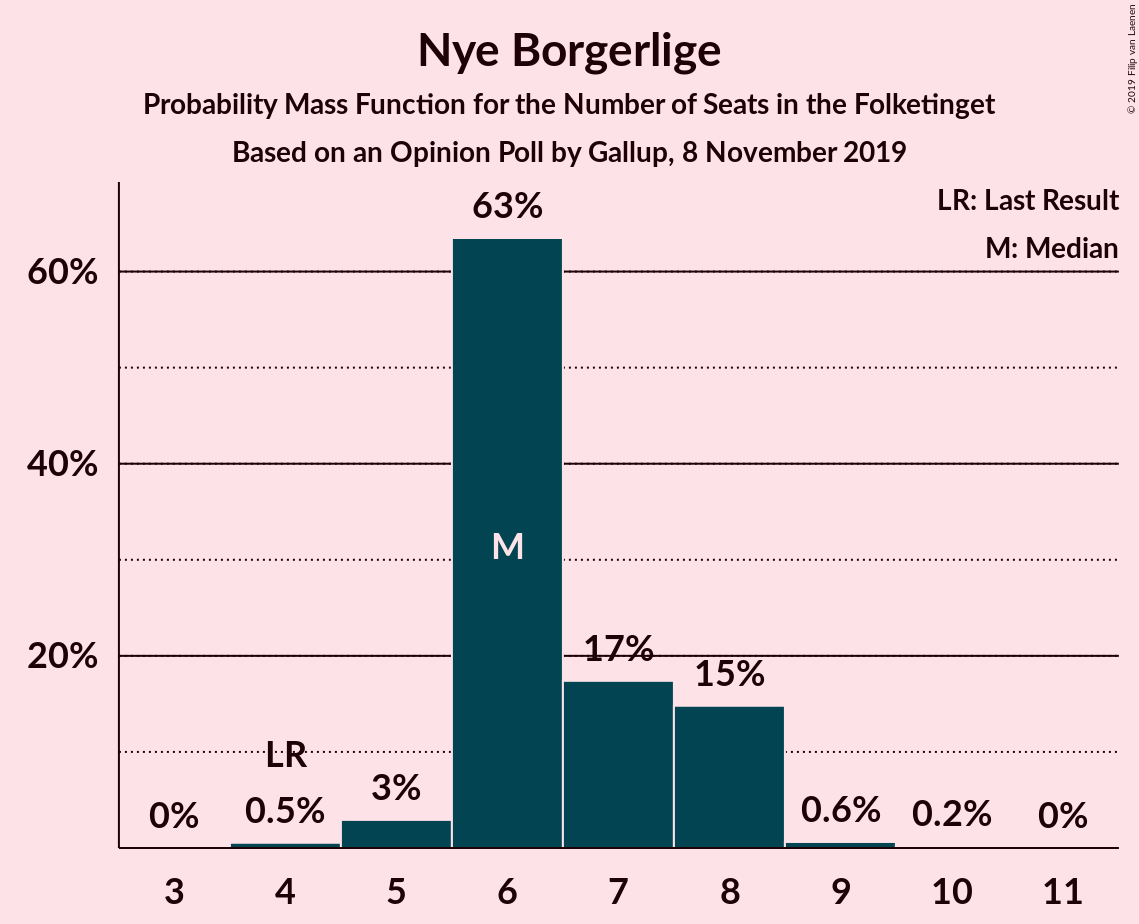 Nye Borgerlige
Probability Mass Function for the Number of Seats in the Folketinget
Based on an Opinion Poll by Gallup, 8 November 2019
© 2019 Filip van Laenen
LR: Last Result
M: Median
60%
40%
20%
0%
LR
0.5%
3%
63%
M
17%
15%
0.6%
0.2%
0%
3 4 5 6 7 8 9 10 11